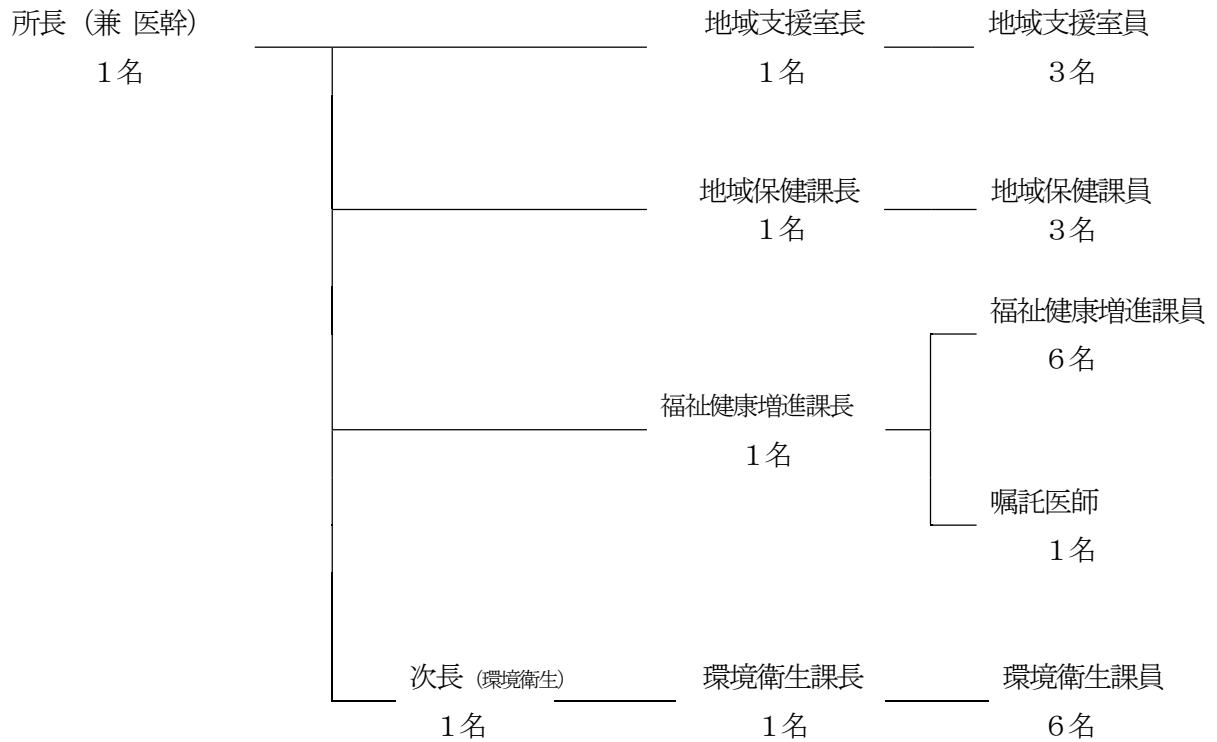 所長（兼 医幹） 地域支援室長 地域支援室員
１名 １名 ３名
地域保健課長 地域保健課員
１名 ３名
福祉健康増進課員
６名
福祉健康増進課長
１名
嘱託医師
１名
次長（環境衛生） 環境衛生課長 環境衛生課員
１名 １名 ６名